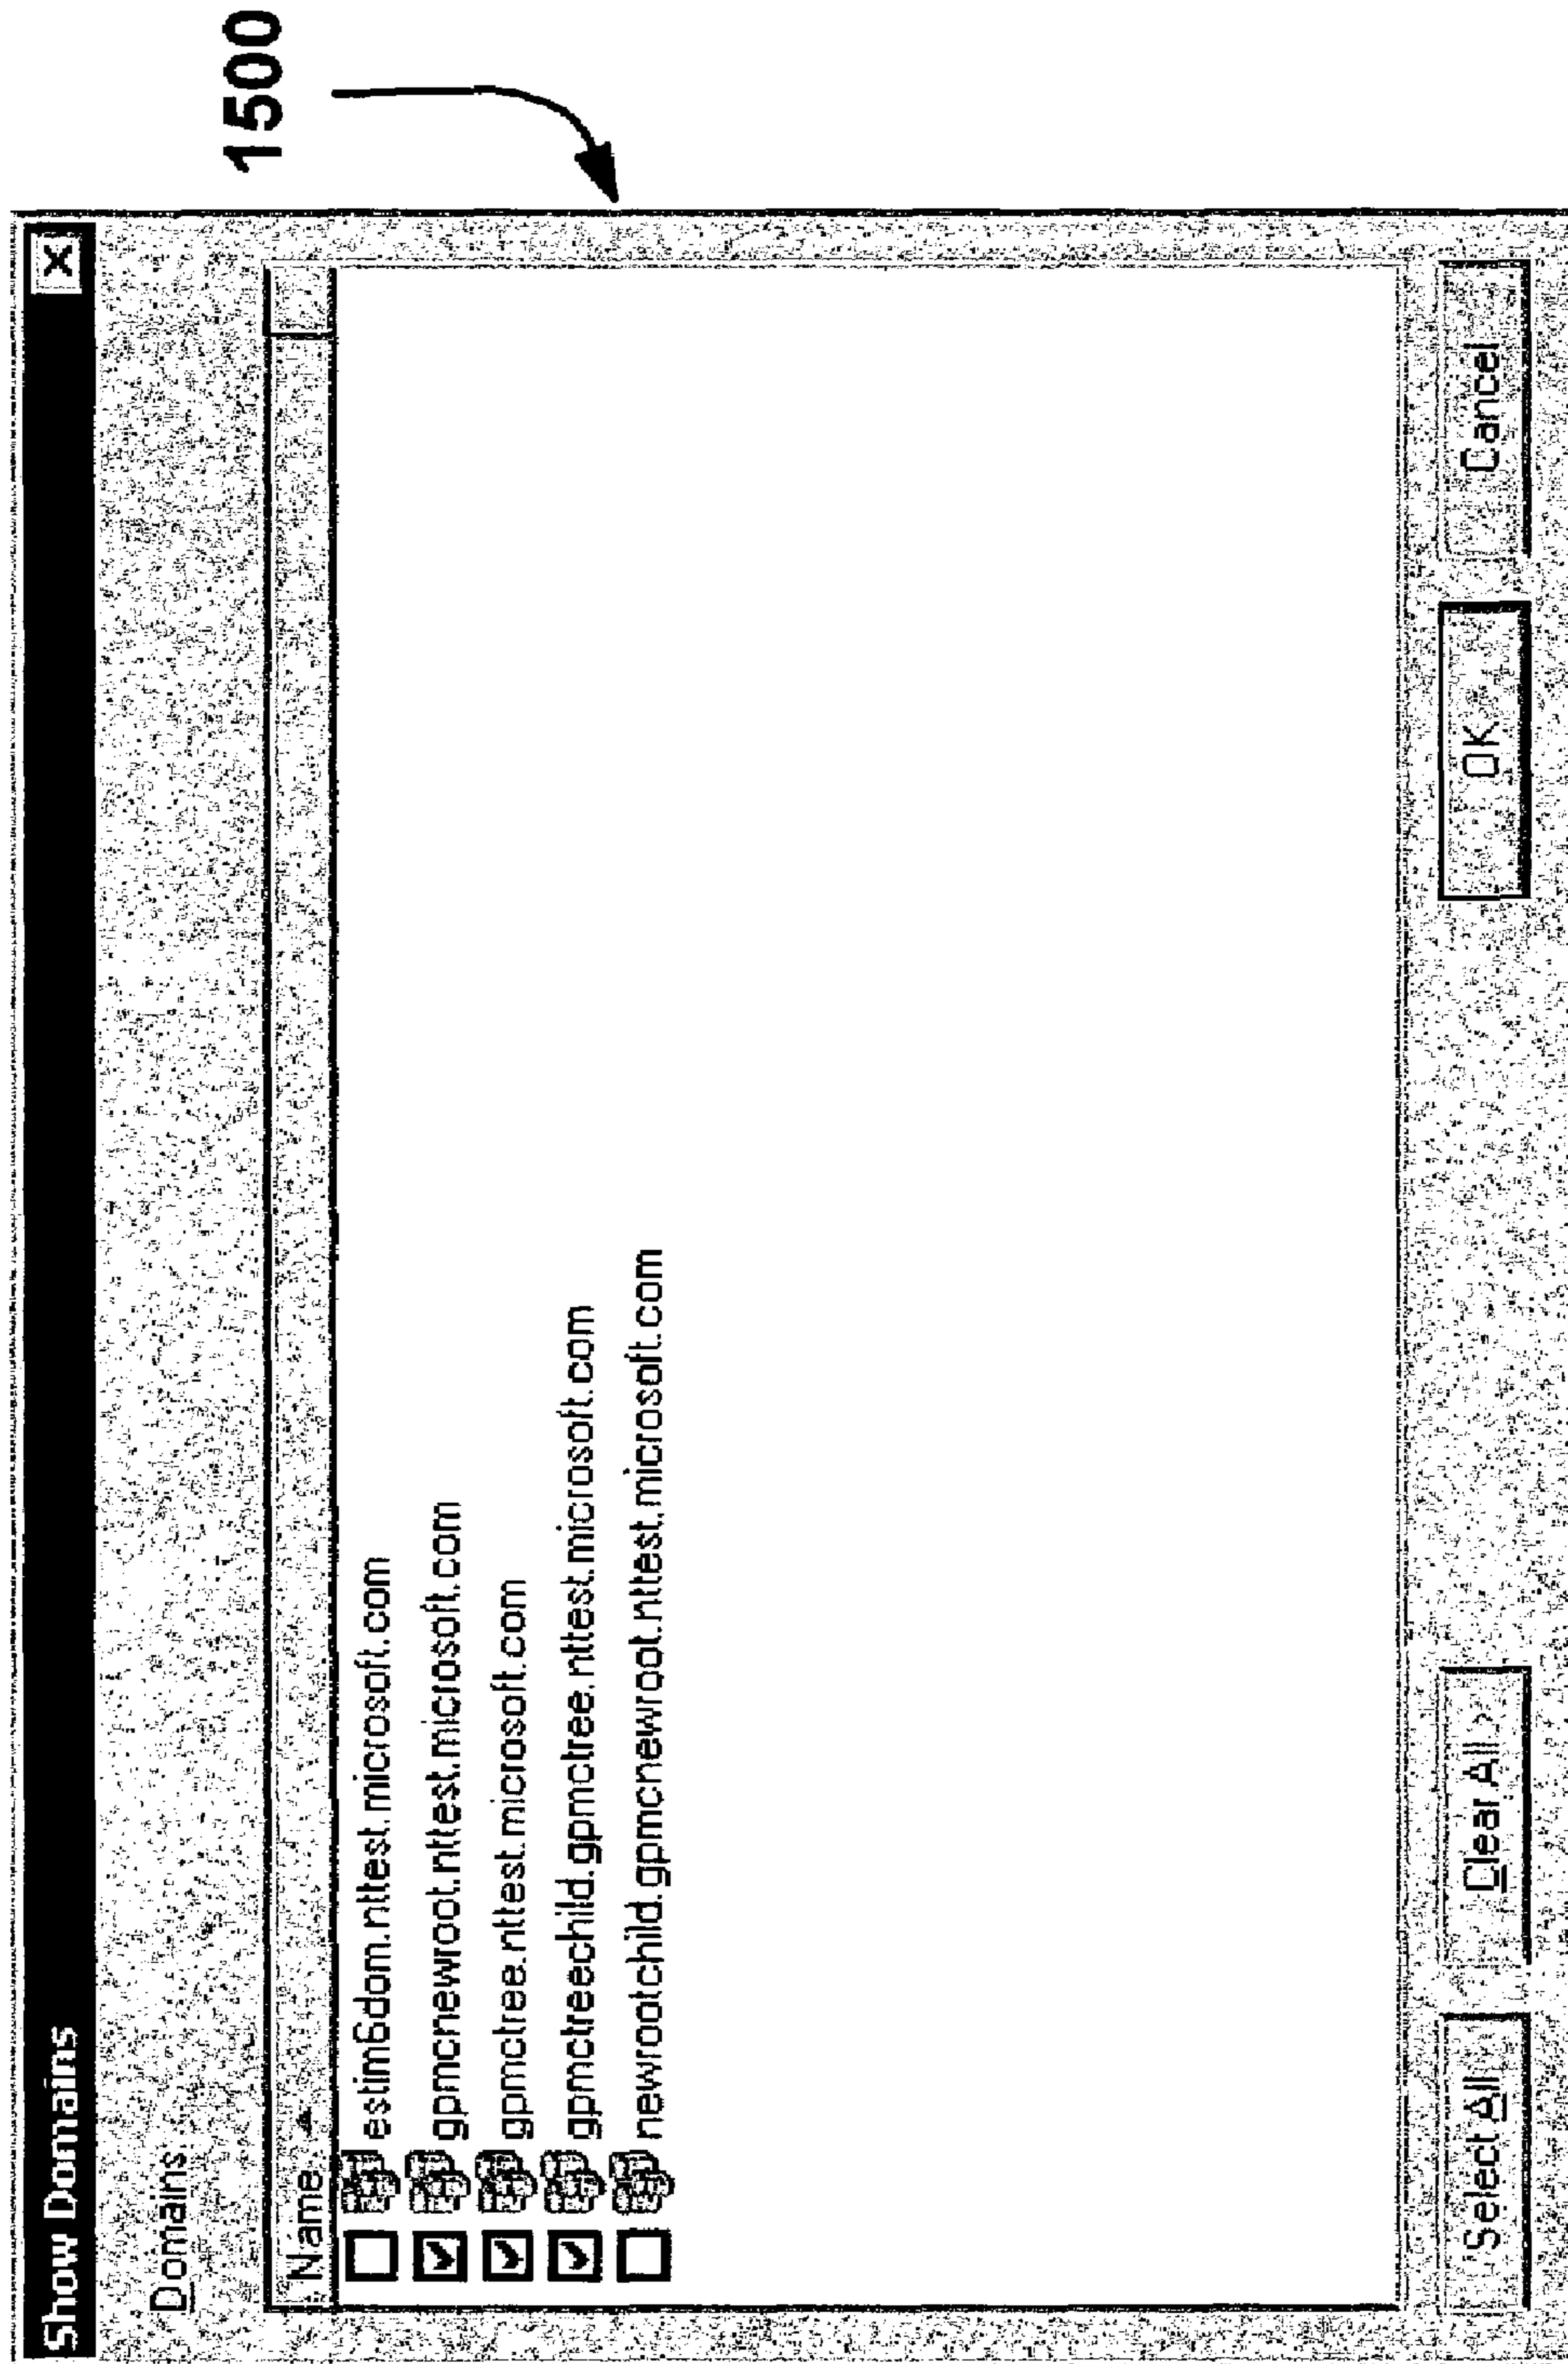 1500
Show Domains
Domains:
Name
estim6dom.nttest.microsoft.com
gpmcnewroot.nttest.microsoft.com
gpmctree.nttest.microsoft.com
gpmctreechild.gpmctree.nttest.microsoft.com
newrootchild.gpmcnewroot.nttest.microsoft.com
Select All
Clear All
OK
Cancel